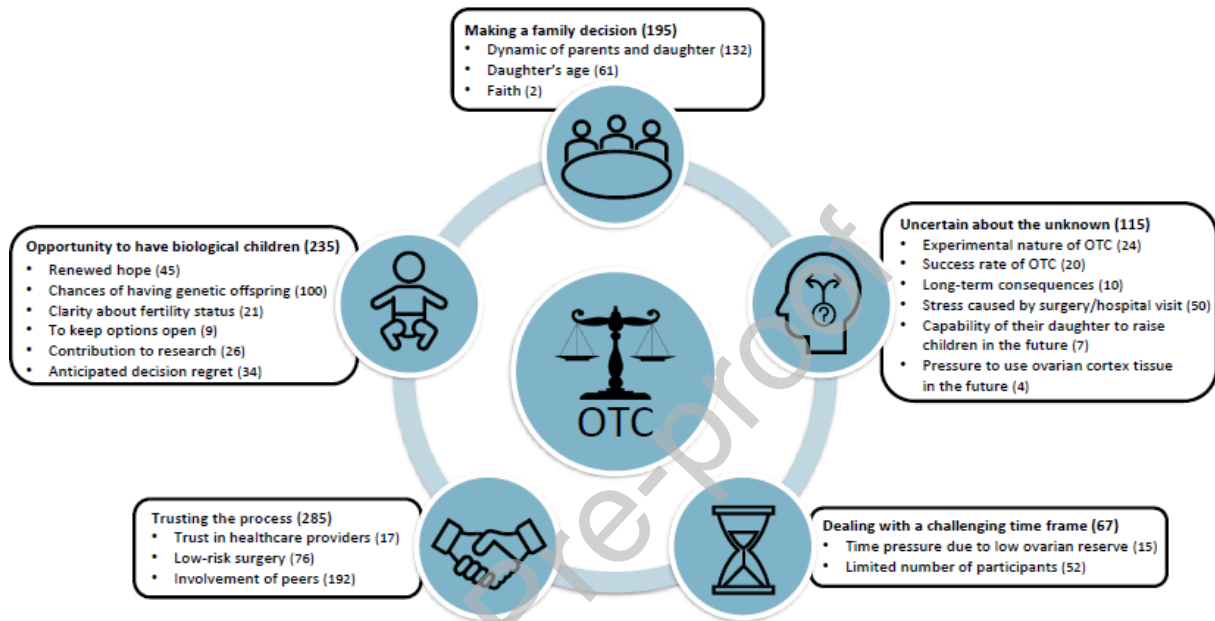 Making a family decision (195)
• Dynamic of parents and daughter (132)
• Daughter's age (61)
• Faith (2)
Opportunity to have biological children (235)
• Renewed hope (45)
• Chances of having genetic offspring (100)
• Clarity about fertility status (21)
• To keep options open (9)
• Contribution to research (26)
• Anticipated decision regret (34)
Uncertain about the unknown (115)
• Experimental nature of OTC (24)
• Success rate of OTC (20)
• Long-term consequences (10)
• Stress caused by surgery/hospital visit (50)
• Capability of their daughter to raise
children in the future (7)
• Pressure to use ovarian cortex tissue
in the future (4)
?
OTC
Trusting the process (285)
• Trust in healthcare providers (17)
• Low-risk surgery (76)
• Involvement of peers (192)
Dealing with a challenging time frame (67)
• Time pressure due to low ovarian reserve (15)
• Limited number of participants (52)
Pre-proof